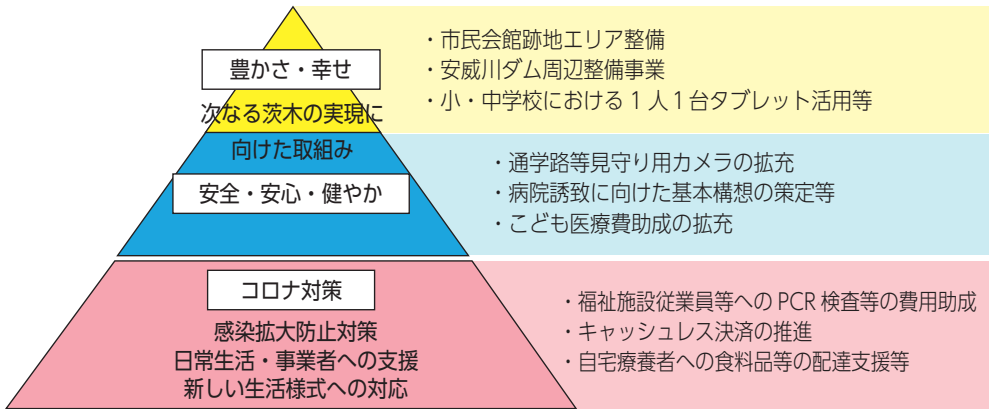 豊かさ・幸せ
次なる茨木の実現に
向けた取組み
安全・安心・健やか
・市民会館跡地エリア整備
・安威川ダム周辺整備事業
・小・中学校における1人1台タブレット活用等
・通学路等見守り用カメラの拡充
・病院誘致に向けた基本構想の策定等
・こども医療費助成の拡充
コロナ対策
感染拡大防止対策
日常生活・事業者への支援
新しい生活様式への対応
・福祉施設従業員等への PCR 検査等の費用助成
・キャッシュレス決済の推進
・自宅療養者への食料品等の配達支援等